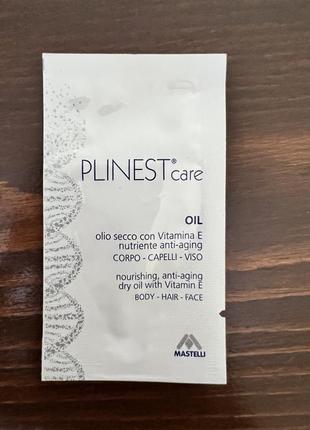 PLINEST® care
OIL
olio secco con Vitamina E
nutriente anti-aging
CORPO - CAPELLI - VISO
nourishing, anti-aging
dry oil with Vitamin E
BODY - HAIR - FACE
MASTELLI